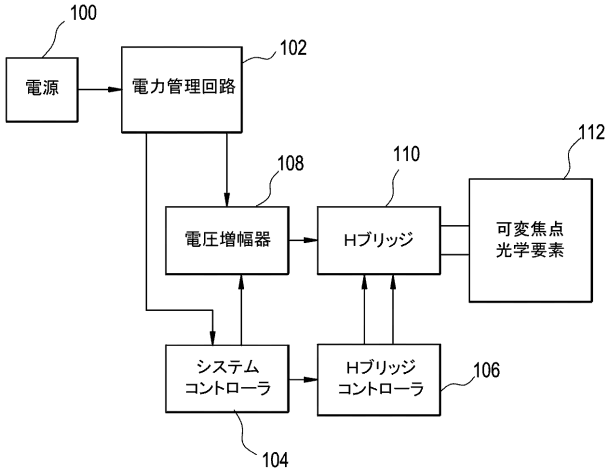 100
102
電源
電力管理回路
108
110
112
電圧増幅器
Hブリッジ
可変焦点
光学要素
システム
コントローラ
Hブリッジ
コントローラ
106
104